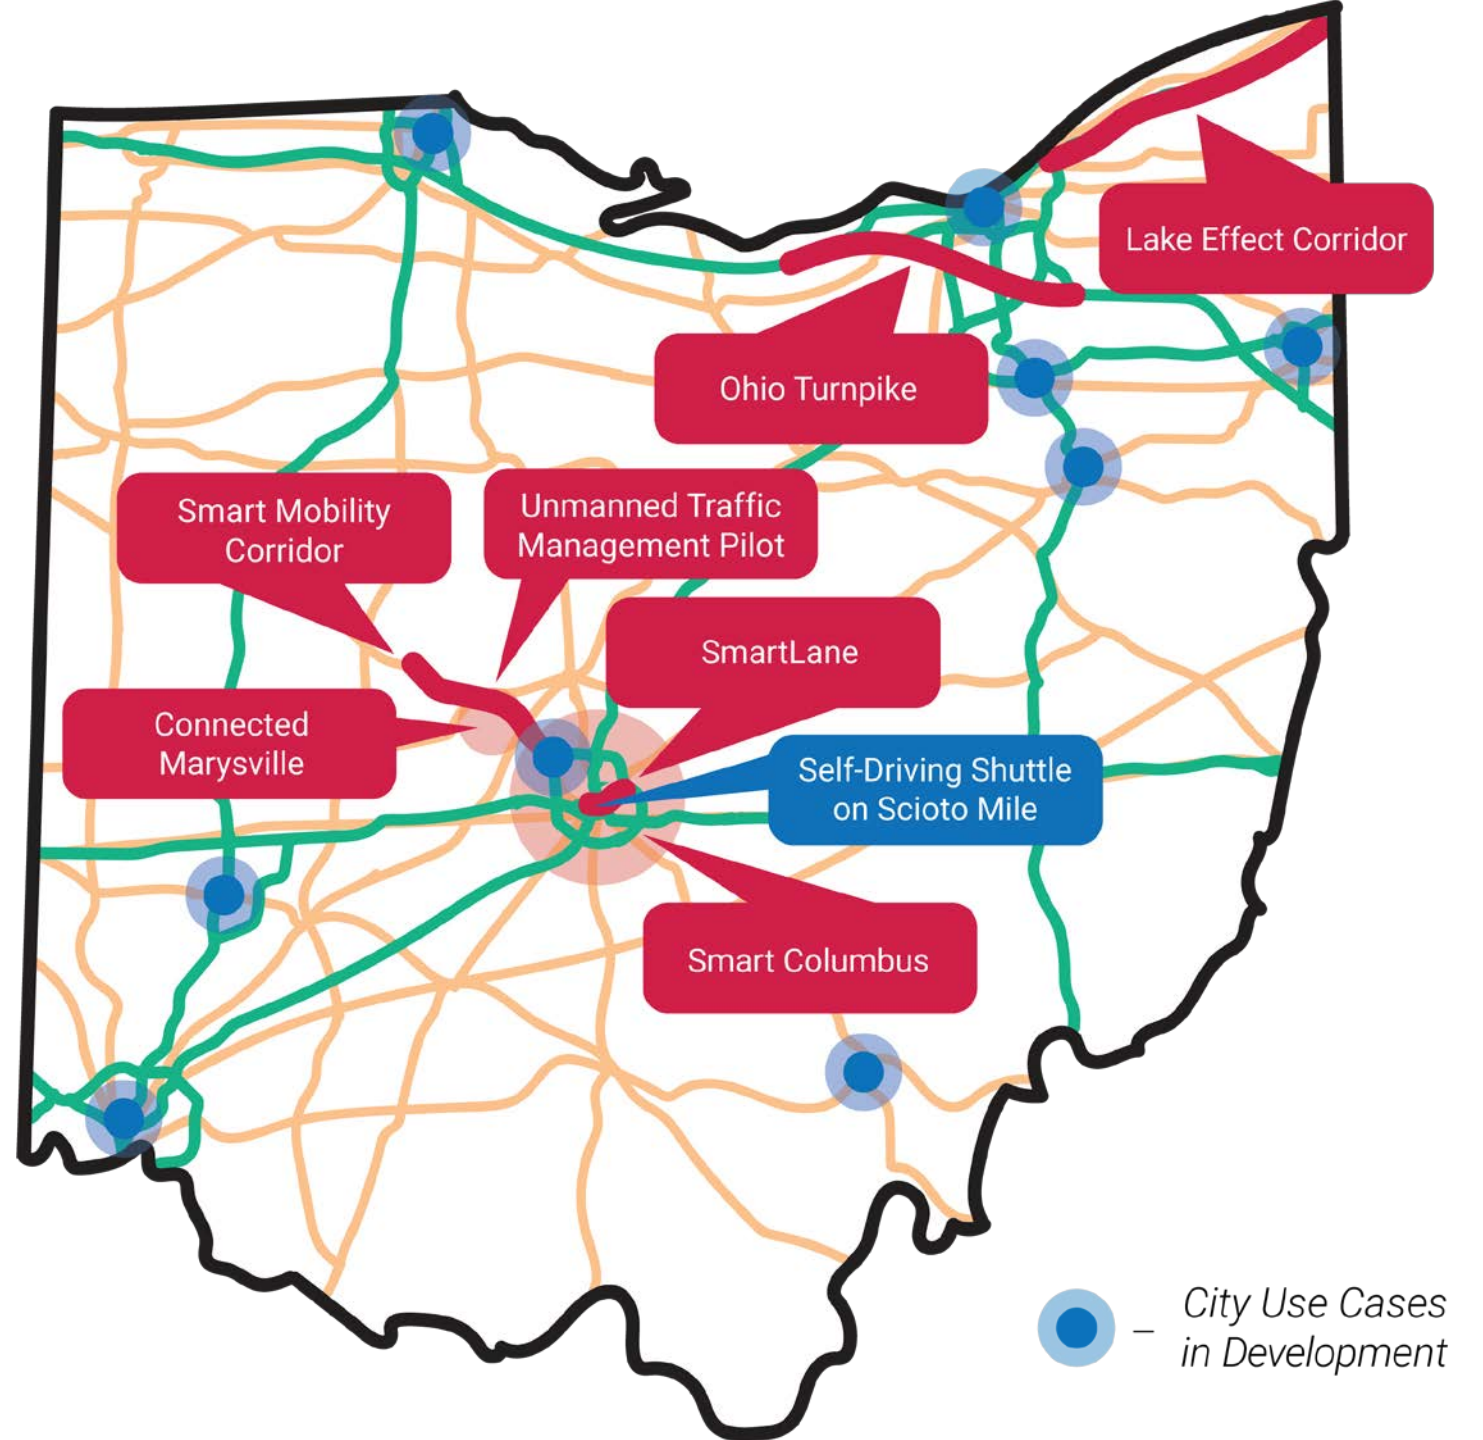 Lake Effect Corridor
Ohio Turnpike
Smart Mobility
Corridor
Unmanned Traffic
Management Pilot
SmartLane
Connected
Marysville
Self-Driving Shuttle
on Scioto Mile
Smart Columbus
– City Use Cases
in Development